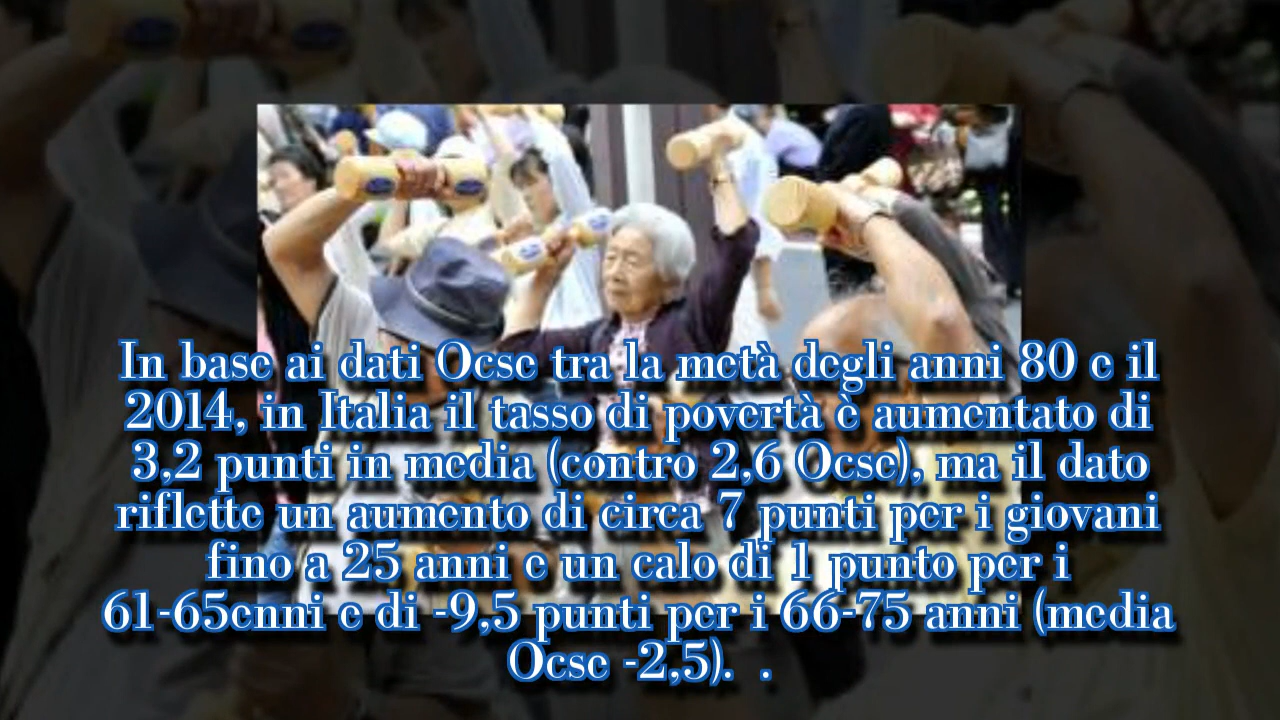 In base ai dati Ocse tra la metà degli anni 80 e il
2014, in Italia il tasso di povertà è aumentato di
3,2 punti in media (contro 2,6 Ocse), ma il dato
riflette un aumento di circa 7 punti per i giovani
fino a 25 anni e un calo di 1 punto per i
61-65enni e di -9,5 punti per i 66-75 anni (media
Ocse -2,5).  .